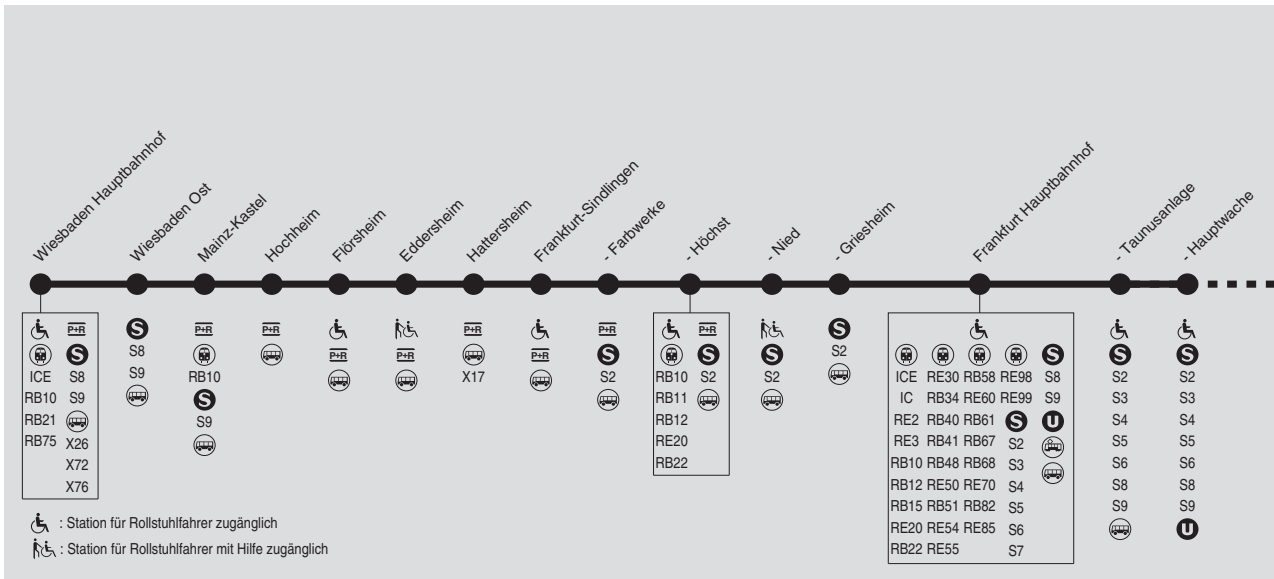 Wiesbaden Hauptbahnhof
Wiesbaden Ost
Mainz-Kastel
Hochheim
Flörsheim
Eddersheim
Hattersheim
Frankfurt-Sindlingen
- Farbwerke
- Höchst
- Nied
- Griesheim
Frankfurt Hauptbahnhof
- Taunusanlage
- Hauptwache
P+R
S
ICE S8
RB10 S9
RB21
RB75 X26
X72
X76
S
S8
S9
P+R
RB10
S
S9
P+R
P+R
P+R
P+R
X17
P+R
P+R
S
S2
P+R
S
RB10 S2
RB11
RB12
RE20
RB22
S
S2
S
S2
S
ICE RE30 RB58 RE98 S8
IC RB34 RE60 RE99 S9
RE2 RB40 RB61 S U
RE3 RB41 RB67 S2
RB10 RB48 RB68 S3
RB12 RE50 RE70 S4
RB15 RB51 RB82 S5
RE20 RE54 RE85 S6
RB22 RE55 S7
S
S2
S3
S4
S5
S6
S8
S9
S
S2
S3
S4
S5
S6
S8
S9
U
: Station für Rollstuhlfahrer zugänglich
: Station für Rollstuhlfahrer mit Hilfe zugänglich